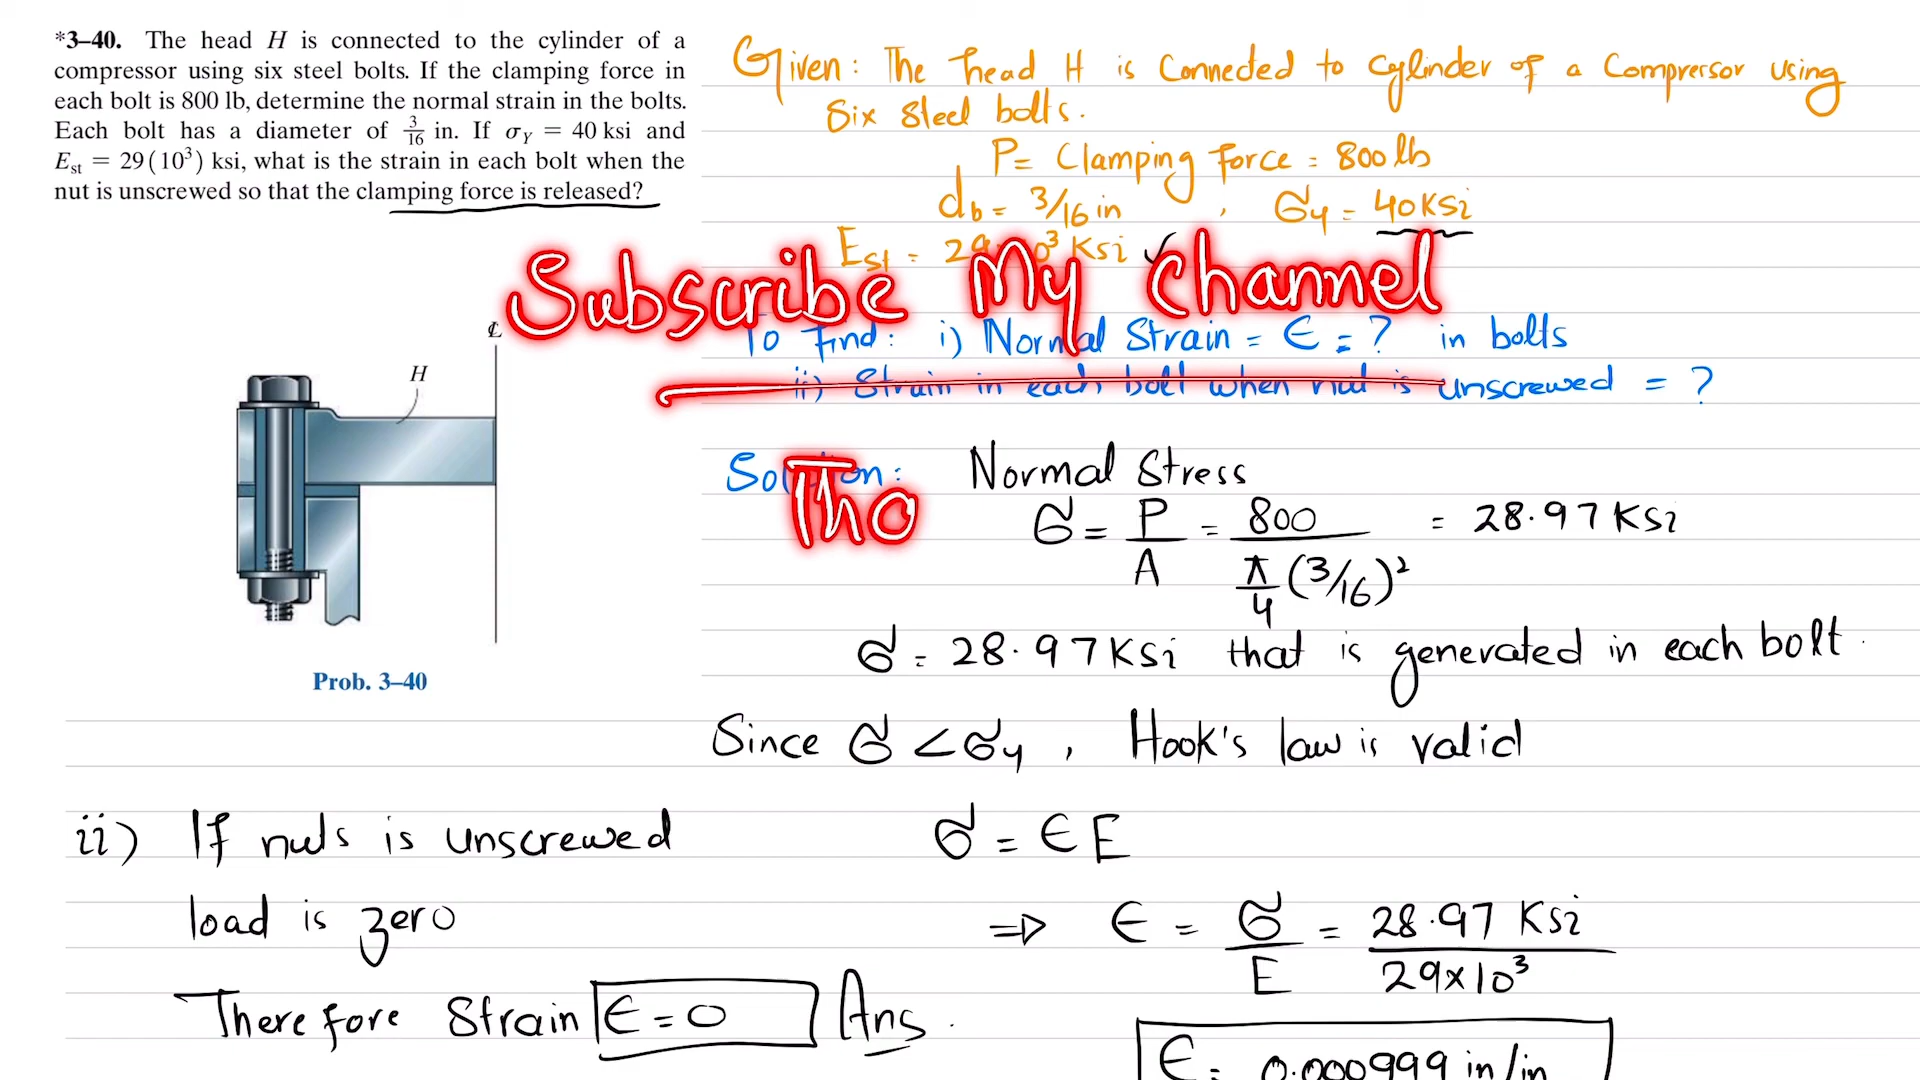 *3–40. The head H is connected to the cylinder of a
compressor using six steel bolts. If the clamping force in
each bolt is 800 lb, determine the normal strain in the bolts.
Each bolt has a diameter of 3/16 in. If σY = 40 ksi and
Est = 29(10³) ksi, what is the strain in each bolt when the
nut is unscrewed so that the clamping force is released?
℄
H
Prob. 3–40
Given: The head H is Connected to cylinder of a Compressor using
Six Steel bolts.
P= Clamping force = 800 lb
db = 3/16 in , σy = 40 KSi
Est = 29 10³ KSi ✓
Subscribe My Channel
To Find: i) Normal Strain = ϵ = ? in bolts
ii) Strain in each bolt when nut is unscrewed = ?
Tho
Solution: Normal Stress
σ = P/A = 800 / π/4 (3/16)² = 28.97 KSi
σ = 28.97 KSi that is generated in each bolt.
Since σ < σy , Hook's law is valid
σ = ϵ E
⇒ ϵ = σ/E = 28.97 KSi / 29×10³
ϵ = 0.000999 in/in
ii) If nuts is unscrewed
load is zero
Therefore Strain ϵ = 0 Ans.